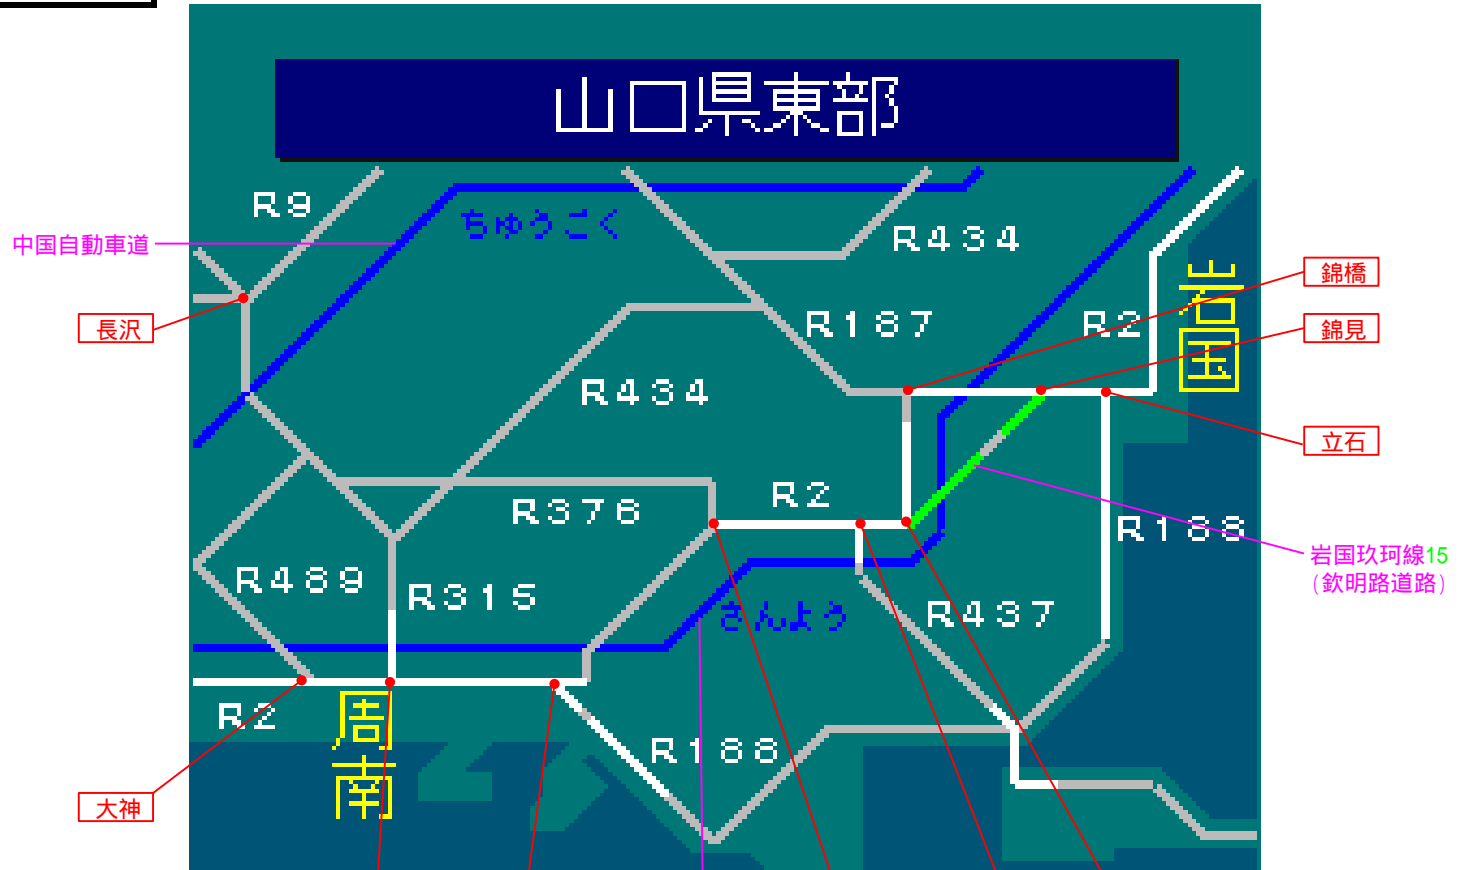 山口県東部
R9
ちゅうごく
R434
中国自動車道
岩国
錦橋
長沢
R187
R2
錦見
R434
立石
R2
R376
R188
岩国玖珂線15
(欽明路道路)
R489
R315
さんよう
R437
R2
周南
R188
大神